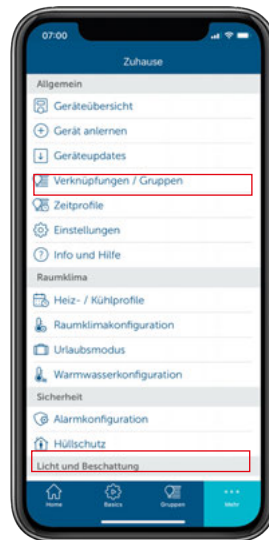 07:00
Zuhause
Allgemein
Geräteübersicht
Gerät anlernen
Geräteupdates
Verknüpfungen / Gruppen
Zeitprofile
Einstellungen
Info und Hilfe
Raumklima
Heiz- / Kühlprofile
Raumklimakonfiguration
Urlaubsmodus
Warmwasserkonfiguration
Sicherheit
Alarmkonfiguration
Hüllschutz
Licht und Beschattung
Home Basics Gruppen Mehr